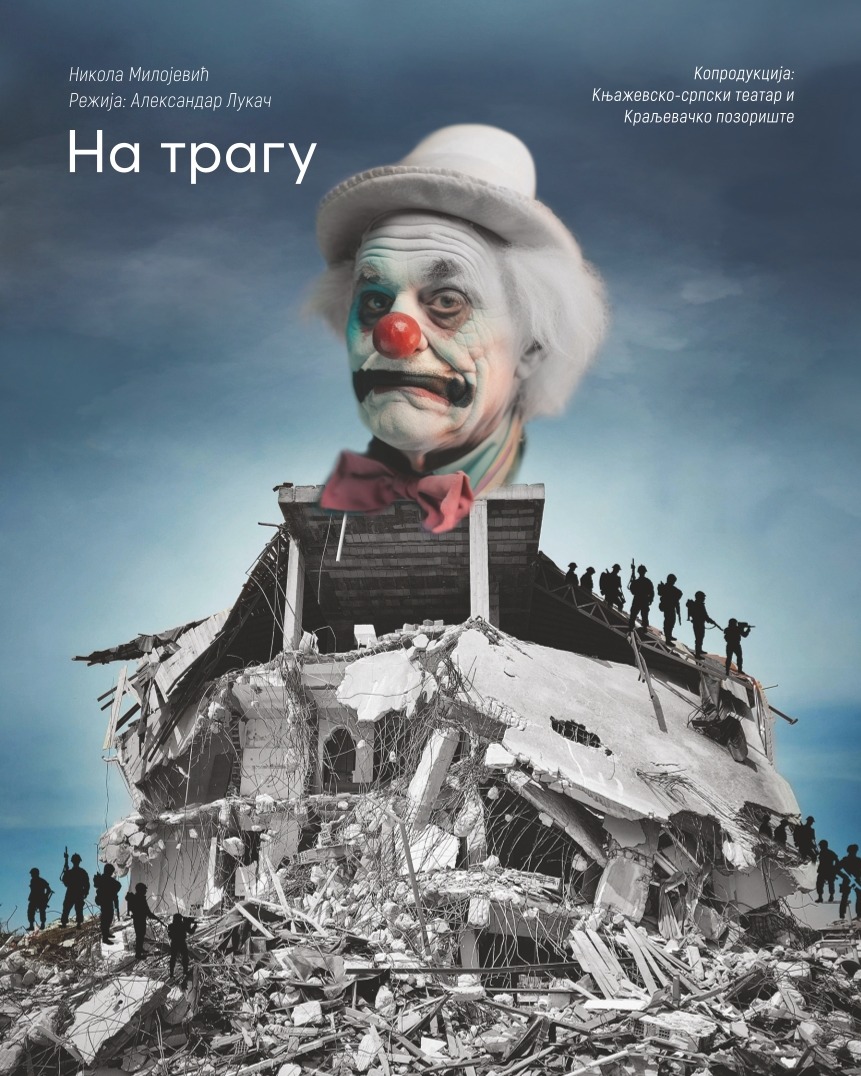 Никола Милојевић
Режија: Александар Лукач
На трагу
Копродукција:
Књажевско-српски театар и
Краљевачко позориште